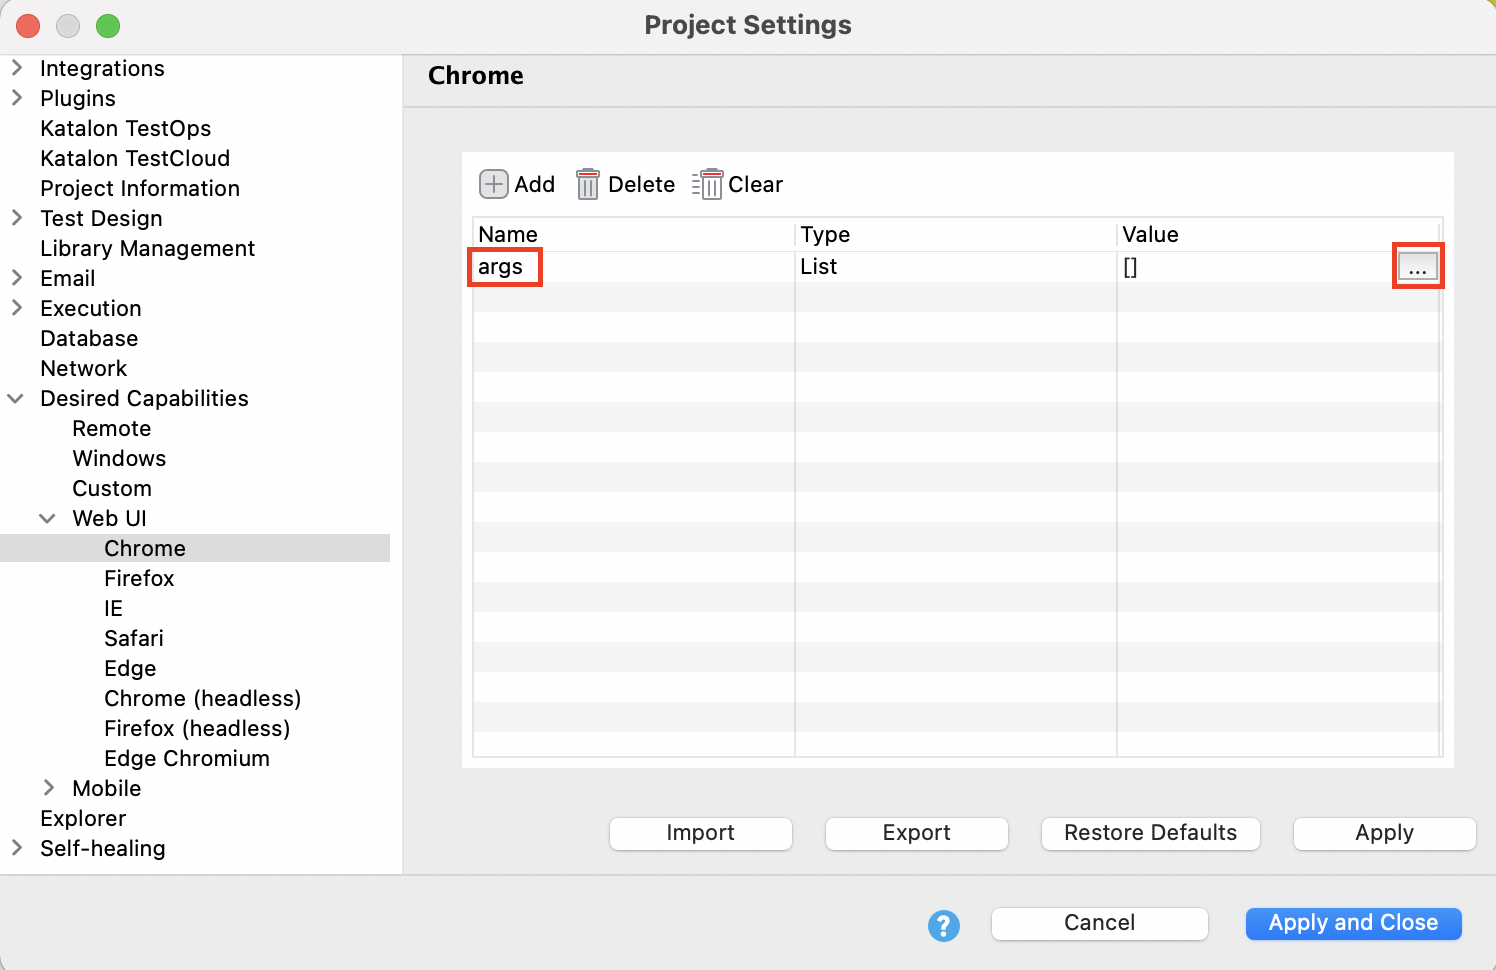 Project Settings
Integrations
Plugins
Katalon TestOps
Katalon TestCloud
Project Information
Test Design
Library Management
Email
Execution
Database
Network
Desired Capabilities
Remote
Windows
Custom
Web UI
Chrome
Firefox
IE
Safari
Edge
Chrome (headless)
Firefox (headless)
Edge Chromium
Mobile
Explorer
Self-healing
Chrome
Add Delete Clear
Name Type Value
args List [] ...
Import Export Restore Defaults Apply
? Cancel Apply and Close